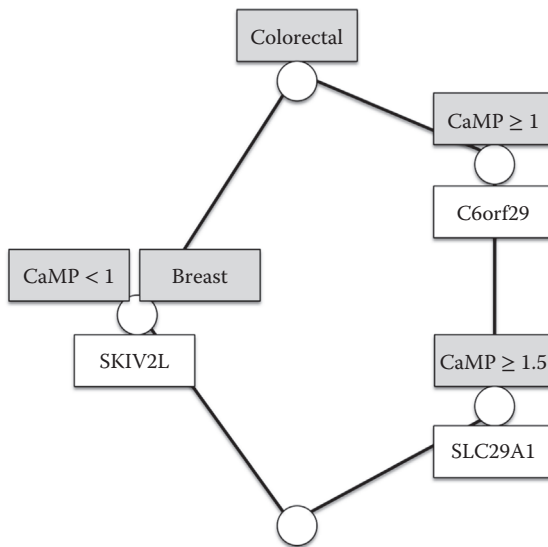 Colorectal
CaMP ≥ 1
C6orf29
CaMP < 1
Breast
SKIV2L
CaMP ≥ 1.5
SLC29A1